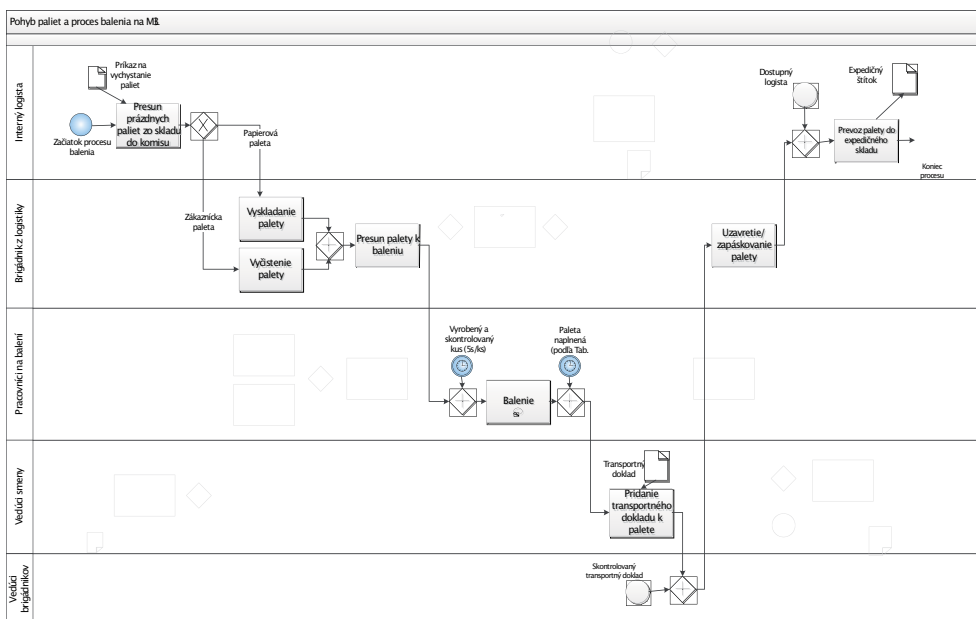 Pohyb paliet a proces balenia na
Interný logista
Príkaz na
vychystanie
paliet
Začiatok procesu
balenia
Presun
prázdnych
paliet zo skladu
do komisu
X
Papierová
paleta
Dostupný
logista
Expedičný
štítok
Prevoz palety do
expedičného
skladu
Koniec
procesu
Brigádnik z logistiky
Zákaznícka
paleta
Vyskladanie
palety
Vyčistenie
palety
Presun palety k
baleniu
Uzavretie/
zapáskovanie
palety
Pracovníci na balení
Vyrobený a
skontrolovaný
kus (5s/ks)
Balenie
Paleta
naplnená
(podľa Tab.
Vedúci smeny
Transportný
doklad
Pridanie
transportného
dokladu k
palete
Vedúci
brigádnikov
Skontrolovaný
transportný doklad